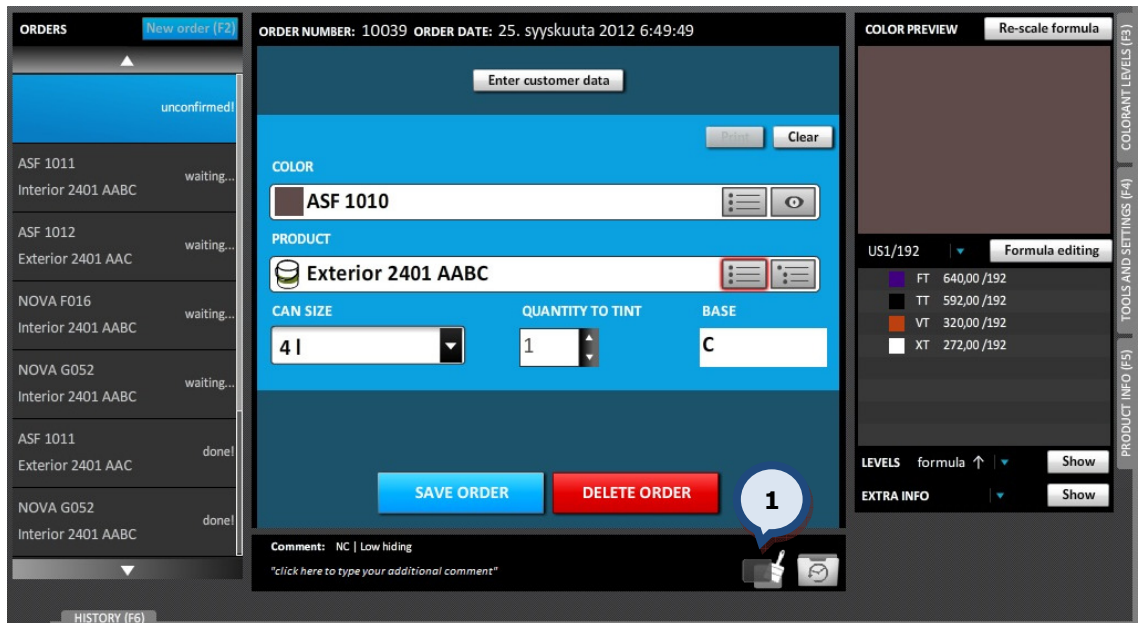 ORDERS
New order (F2)
unconfirmed!
ASF 1011
Interior 2401 AABC
waiting...
ASF 1012
Exterior 2401 AAC
waiting...
NOVA F016
Interior 2401 AABC
waiting...
NOVA G052
Interior 2401 AABC
waiting...
ASF 1011
Exterior 2401 AAC
done!
NOVA G052
Interior 2401 AABC
done!
HISTORY (F6)
ORDER NUMBER: 10039 ORDER DATE: 25. syyskuuta 2012 6:49:49
Enter customer data
Print
Clear
COLOR
ASF 1010
PRODUCT
Exterior 2401 AABC
CAN SIZE
QUANTITY TO TINT
BASE
4 l
1
C
SAVE ORDER
DELETE ORDER
1
Comment: NC | Low hiding
"click here to type your additional comment"
COLOR PREVIEW
Re-scale formula
US1/192
Formula editing
FT 640,00 /192
TT 592,00 /192
VT 320,00 /192
XT 272,00 /192
LEVELS formula ↑
Show
EXTRA INFO
Show
COLORANT LEVELS (F3)
TOOLS AND SETTINGS (F4)
PRODUCT INFO (F5)